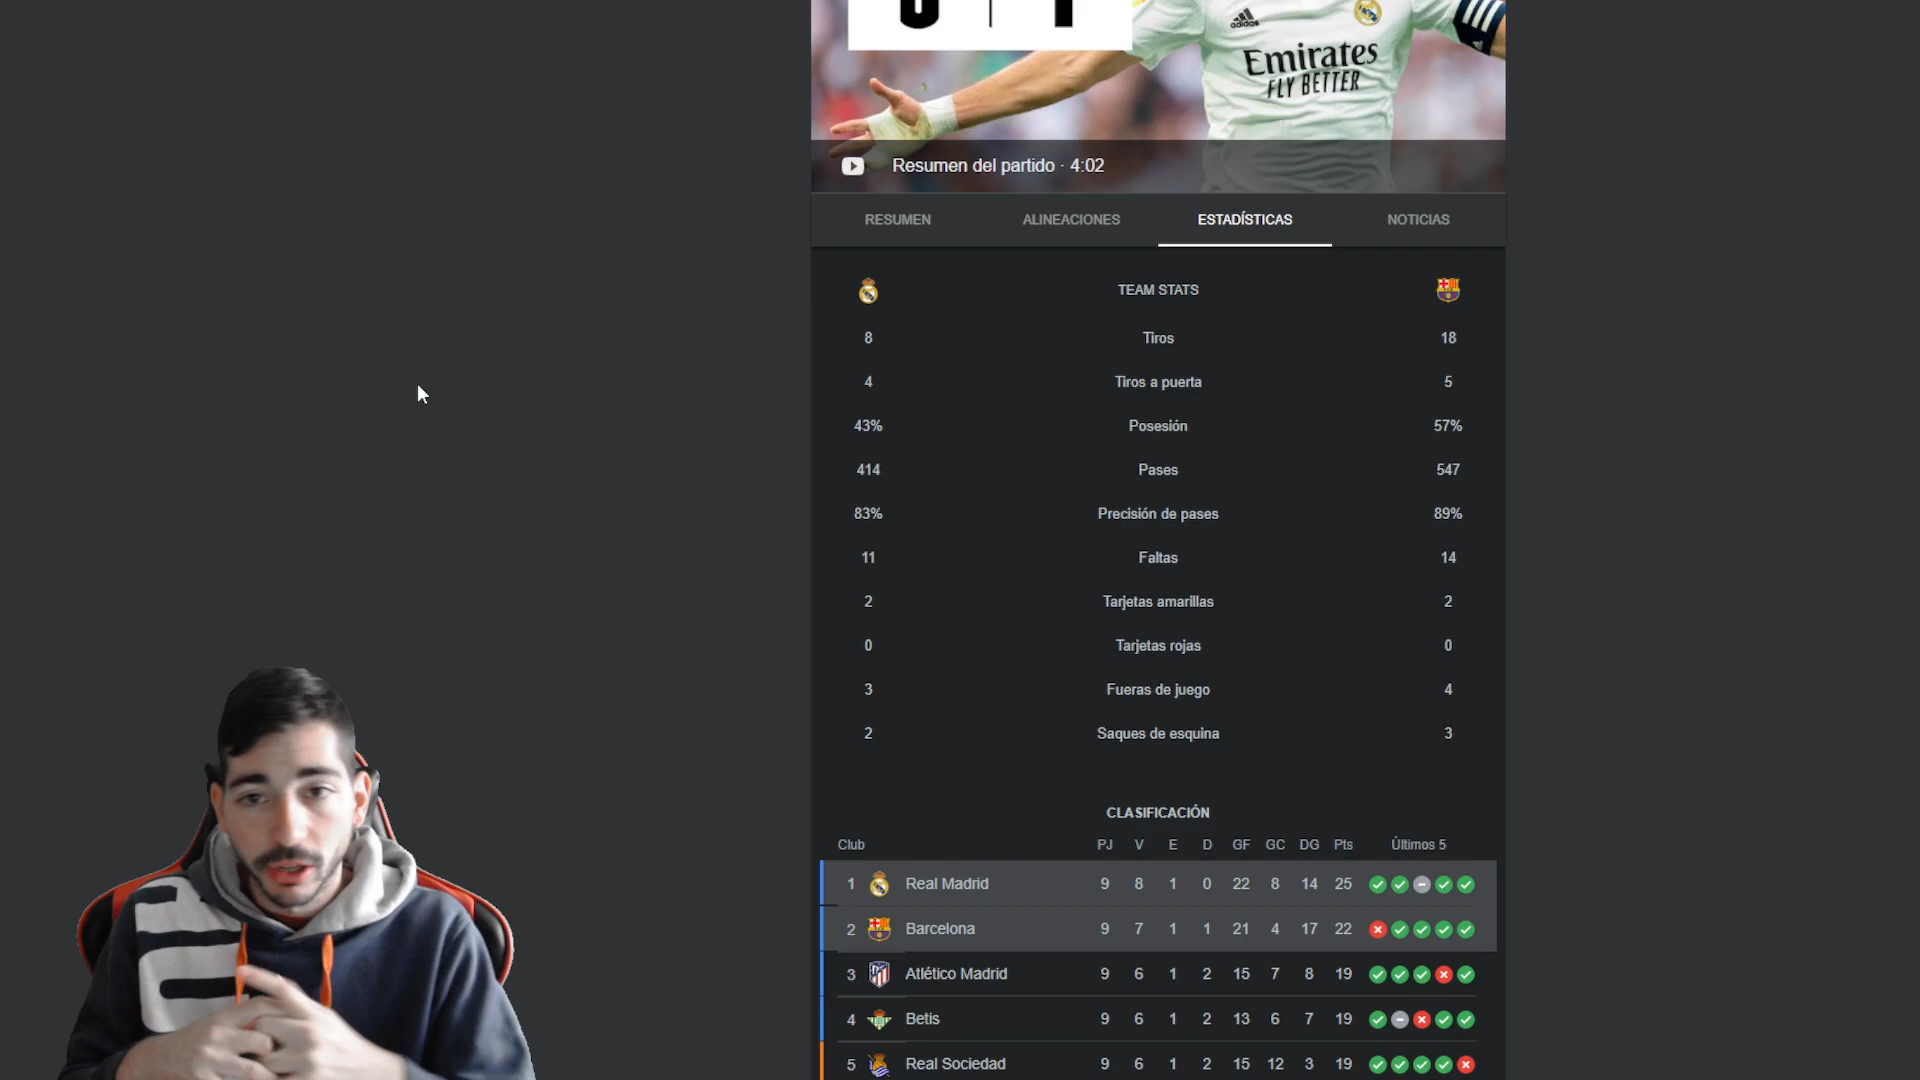 Emirates
FLY BETTER
adidas
Resumen del partido · 4:02
RESUMEN ALINEACIONES ESTADÍSTICAS NOTICIAS
TEAM STATS
8 Tiros 18
4 Tiros a puerta 5
43% Posesión 57%
414 Pases 547
83% Precisión de pases 89%
11 Faltas 14
2 Tarjetas amarillas 2
0 Tarjetas rojas 0
3 Fueras de juego 4
2 Saques de esquina 3
CLASIFICACIÓN
Club PJ V E D GF GC DG Pts Últimos 5
1 Real Madrid 9 8 1 0 22 8 14 25
2 Barcelona 9 7 1 1 21 4 17 22
3 Atlético Madrid 9 6 1 2 15 7 8 19
4 Betis 9 6 1 2 13 6 7 19
5 Real Sociedad 9 6 1 2 15 12 3 19